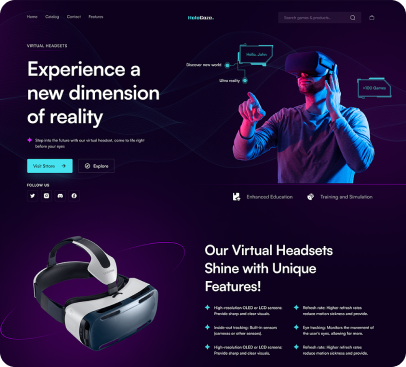 Home Catalog Contact Features
HoloGaze.
Search games & products...
VIRTUAL HEADSETS
Experience a
new dimension
of reality
Hello, John!
Discover new world
Ultra reality
+100 Games
Step into the future with our virtual headset, come to life right
before your eyes
Visit Store
Explore
FOLLOW US
Enhanced Education
Training and Simulation
Our Virtual Headsets
Shine with Unique
Features!
High-resolution OLED or LCD screens:
Provide sharp and clear visuals.
Refresh rate: Higher refresh rates
reduce motion sickness and provide.
Inside-out tracking: Built-in sensors
(cameras or other sensors).
Eye tracking: Monitors the movement
of the user's eyes, allowing for more.
High-resolution OLED or LCD screens:
Provide sharp and clear visuals.
Refresh rate: Higher refresh rates
reduce motion sickness and provide.